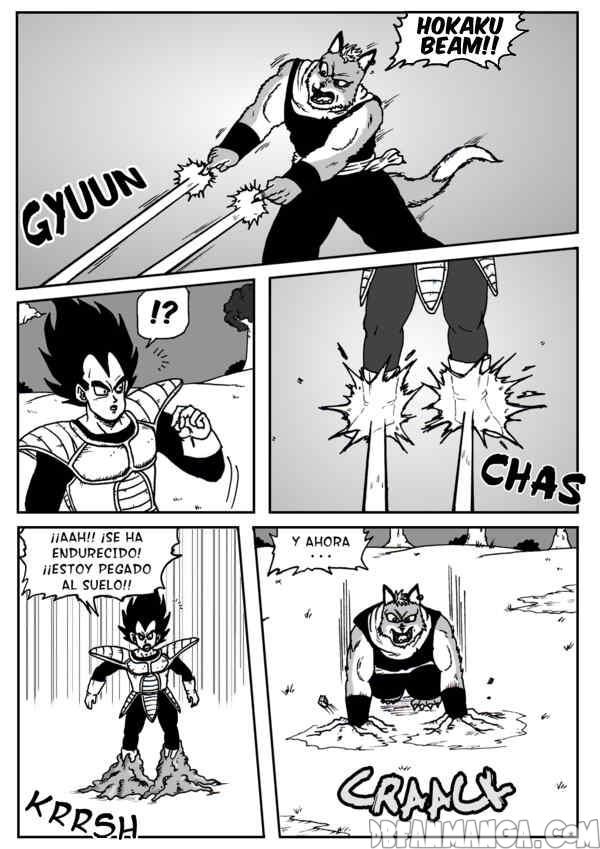 HOKAKU
BEAM!!
GYUUN
!?
CHAS
¡¡AAH!! ¡SE HA
ENDURECIDO!
¡¡ESTOY PEGADO
AL SUELO!!
KRRSH
Y AHORA
...
CRAACK
DBFANMANGA.COM